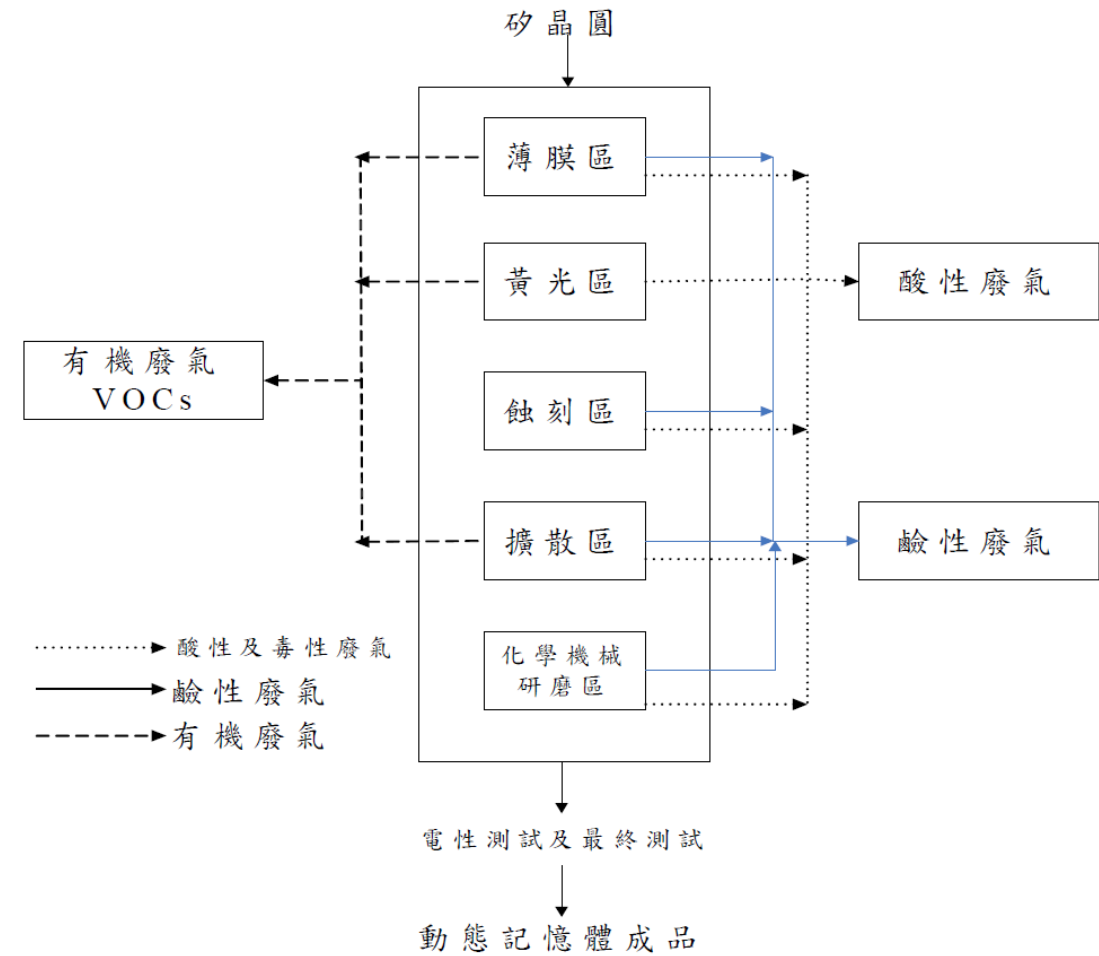 矽晶圓
薄膜區
黃光區
酸性廢氣
有機廢氣
VOCs
蝕刻區
擴散區
鹼性廢氣
化學機械
研磨區
酸性及毒性廢氣
鹼性廢氣
有機廢氣
電性測試及最終測試
動態記憶體成品